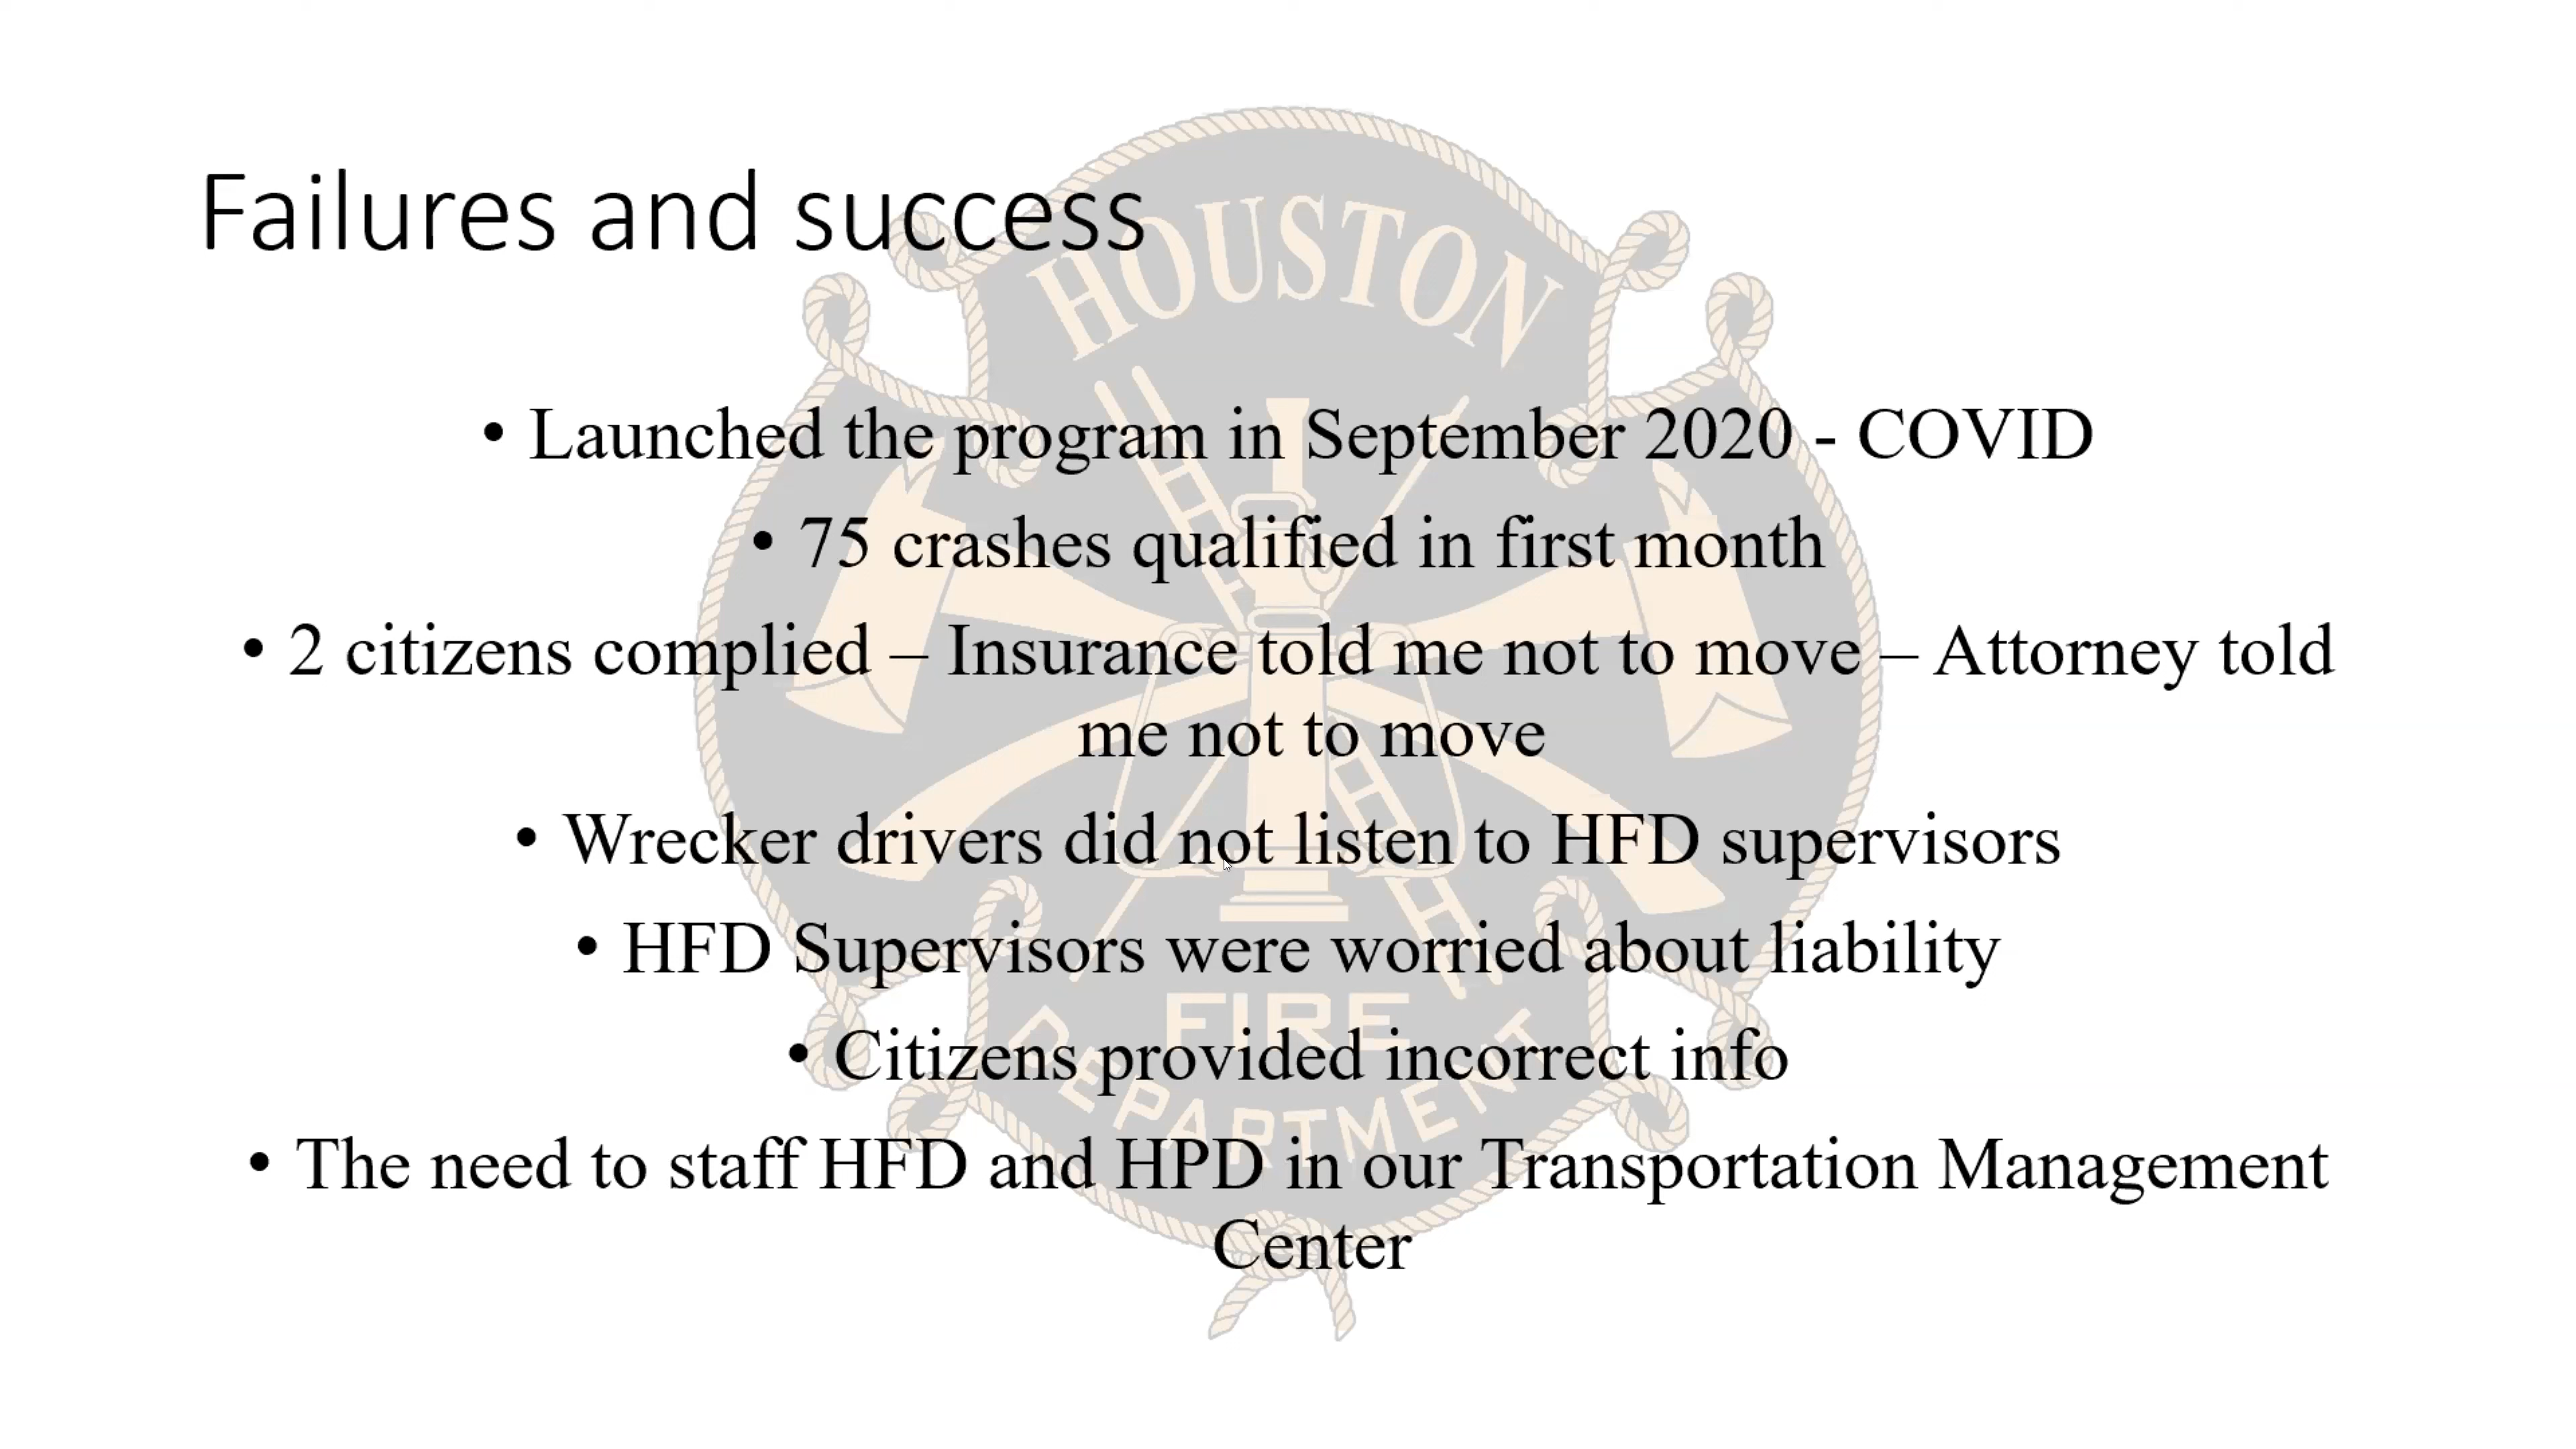 Failures and success
HOUSTON
• Launched the program in September 2020 - COVID
• 75 crashes qualified in first month
• 2 citizens complied – Insurance told me not to move – Attorney told
me not to move
• Wrecker drivers did not listen to HFD supervisors
• HFD Supervisors were worried about liability
FIRE
• Citizens provided incorrect info
DEPARTMENT
• The need to staff HFD and HPD in our Transportation Management
Center